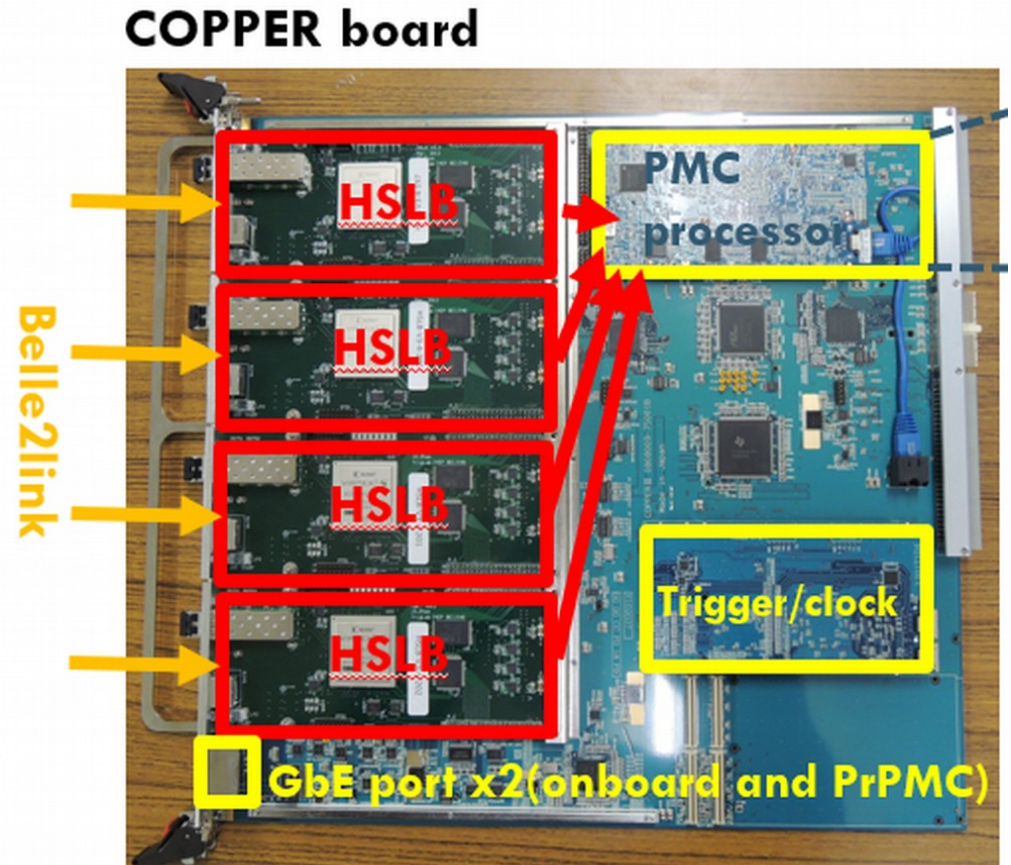 COPPER board
HSLB
PMC
processor
HSLB
Belle2link
HSLB
Trigger/clock
HSLB
GbE port x2(onboard and PrPMC)